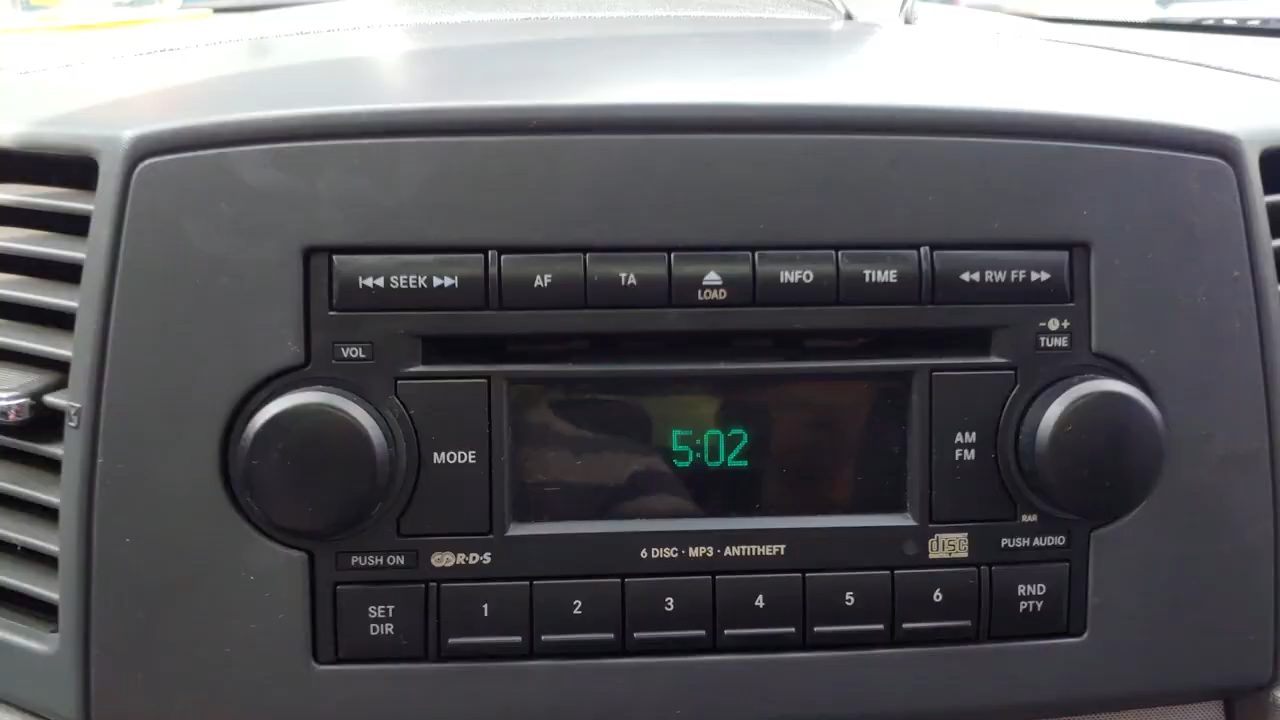 SEEK
AF
TA
LOAD
INFO
TIME
RW FF
VOL
- +
TUNE
MODE
5:02
AM
FM
RAR
PUSH ON
R·D·S
6 DISC · MP3 · ANTITHEFT
disc
PUSH AUDIO
SET
DIR
1
2
3
4
5
6
RND
PTY